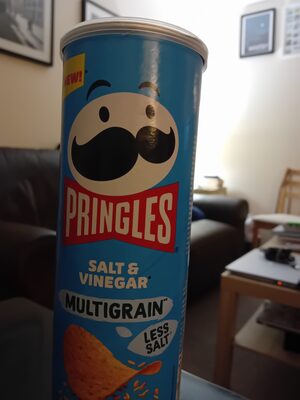 NEW!
PRINGLES
SALT &
VINEGAR
MULTIGRAIN
LESS
SALT